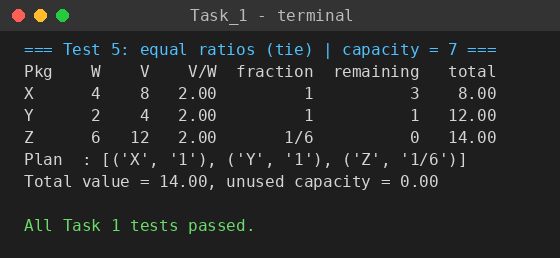 Task_1 - terminal
=== Test 5: equal ratios (tie) | capacity = 7 ===
Pkg    W    V    V/W  fraction  remaining   total
X      4    8   2.00         1          3    8.00
Y      2    4   2.00         1          1   12.00
Z      6   12   2.00       1/6          0   14.00
Plan  : [('X', '1'), ('Y', '1'), ('Z', '1/6')]
Total value = 14.00, unused capacity = 0.00
All Task 1 tests passed.